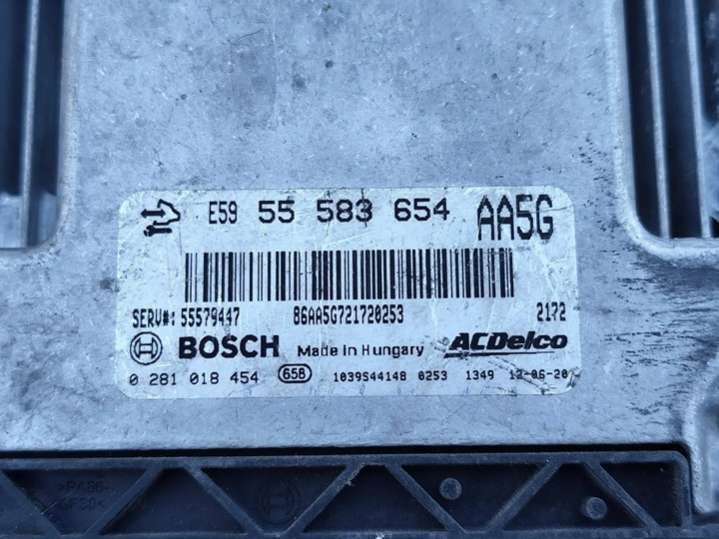 E59 55 583 654 AA5G
SERV#: 55579447 86AA5G721720253 2172
BOSCH Made in Hungary ACDelco
0 281 018 454 658 1039S44148 0253 1349 12-06-20